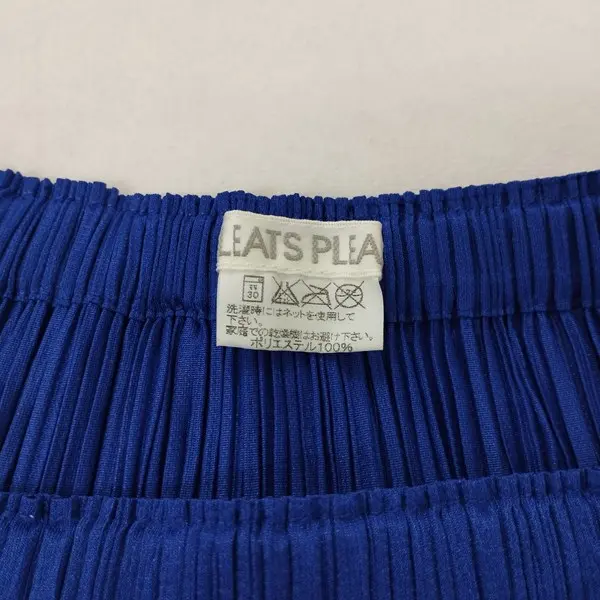 LEATS PLEA
弱
30
洗濯時にはネットを使用して
下さい。
家庭での乾燥機はお避け下さい。
ポリエステル100%